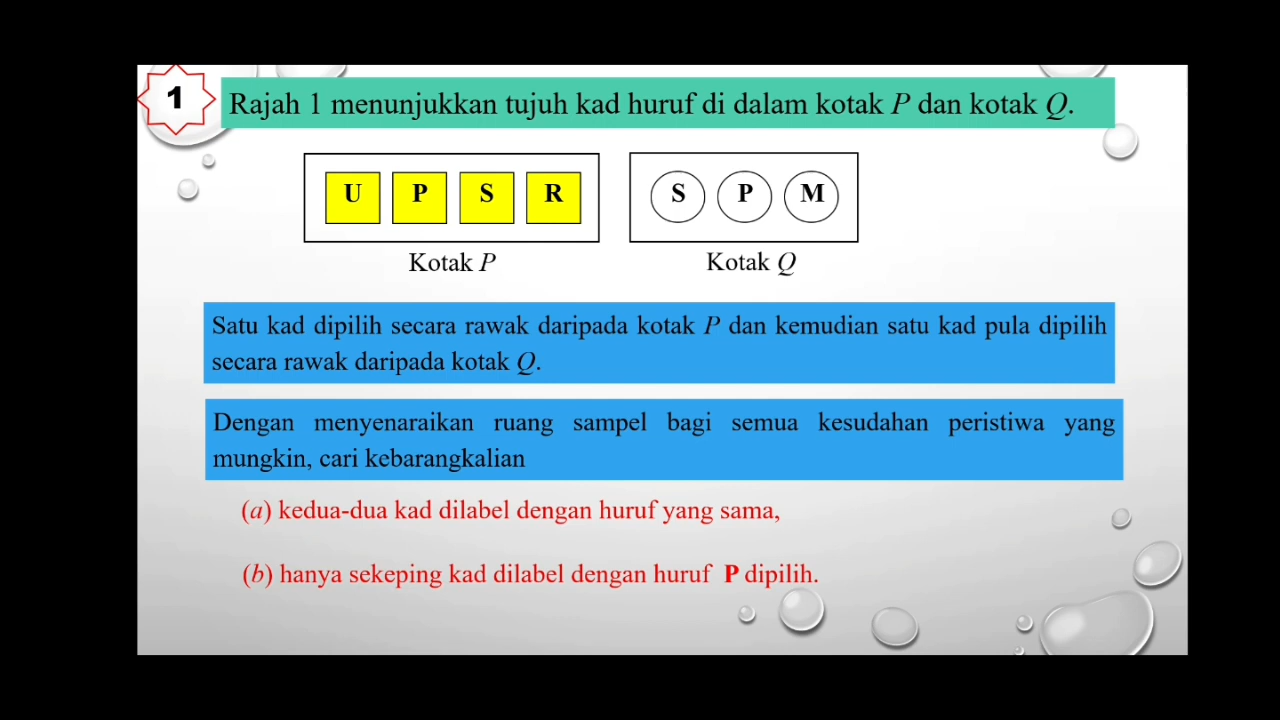 1
Rajah 1 menunjukkan tujuh kad huruf di dalam kotak P dan kotak Q.
U P S R
S P M
Kotak P
Kotak Q
Satu kad dipilih secara rawak daripada kotak P dan kemudian satu kad pula dipilih
secara rawak daripada kotak Q.
Dengan menyenaraikan ruang sampel bagi semua kesudahan peristiwa yang
mungkin, cari kebarangkalian
(a) kedua-dua kad dilabel dengan huruf yang sama,
(b) hanya sekeping kad dilabel dengan huruf P dipilih.